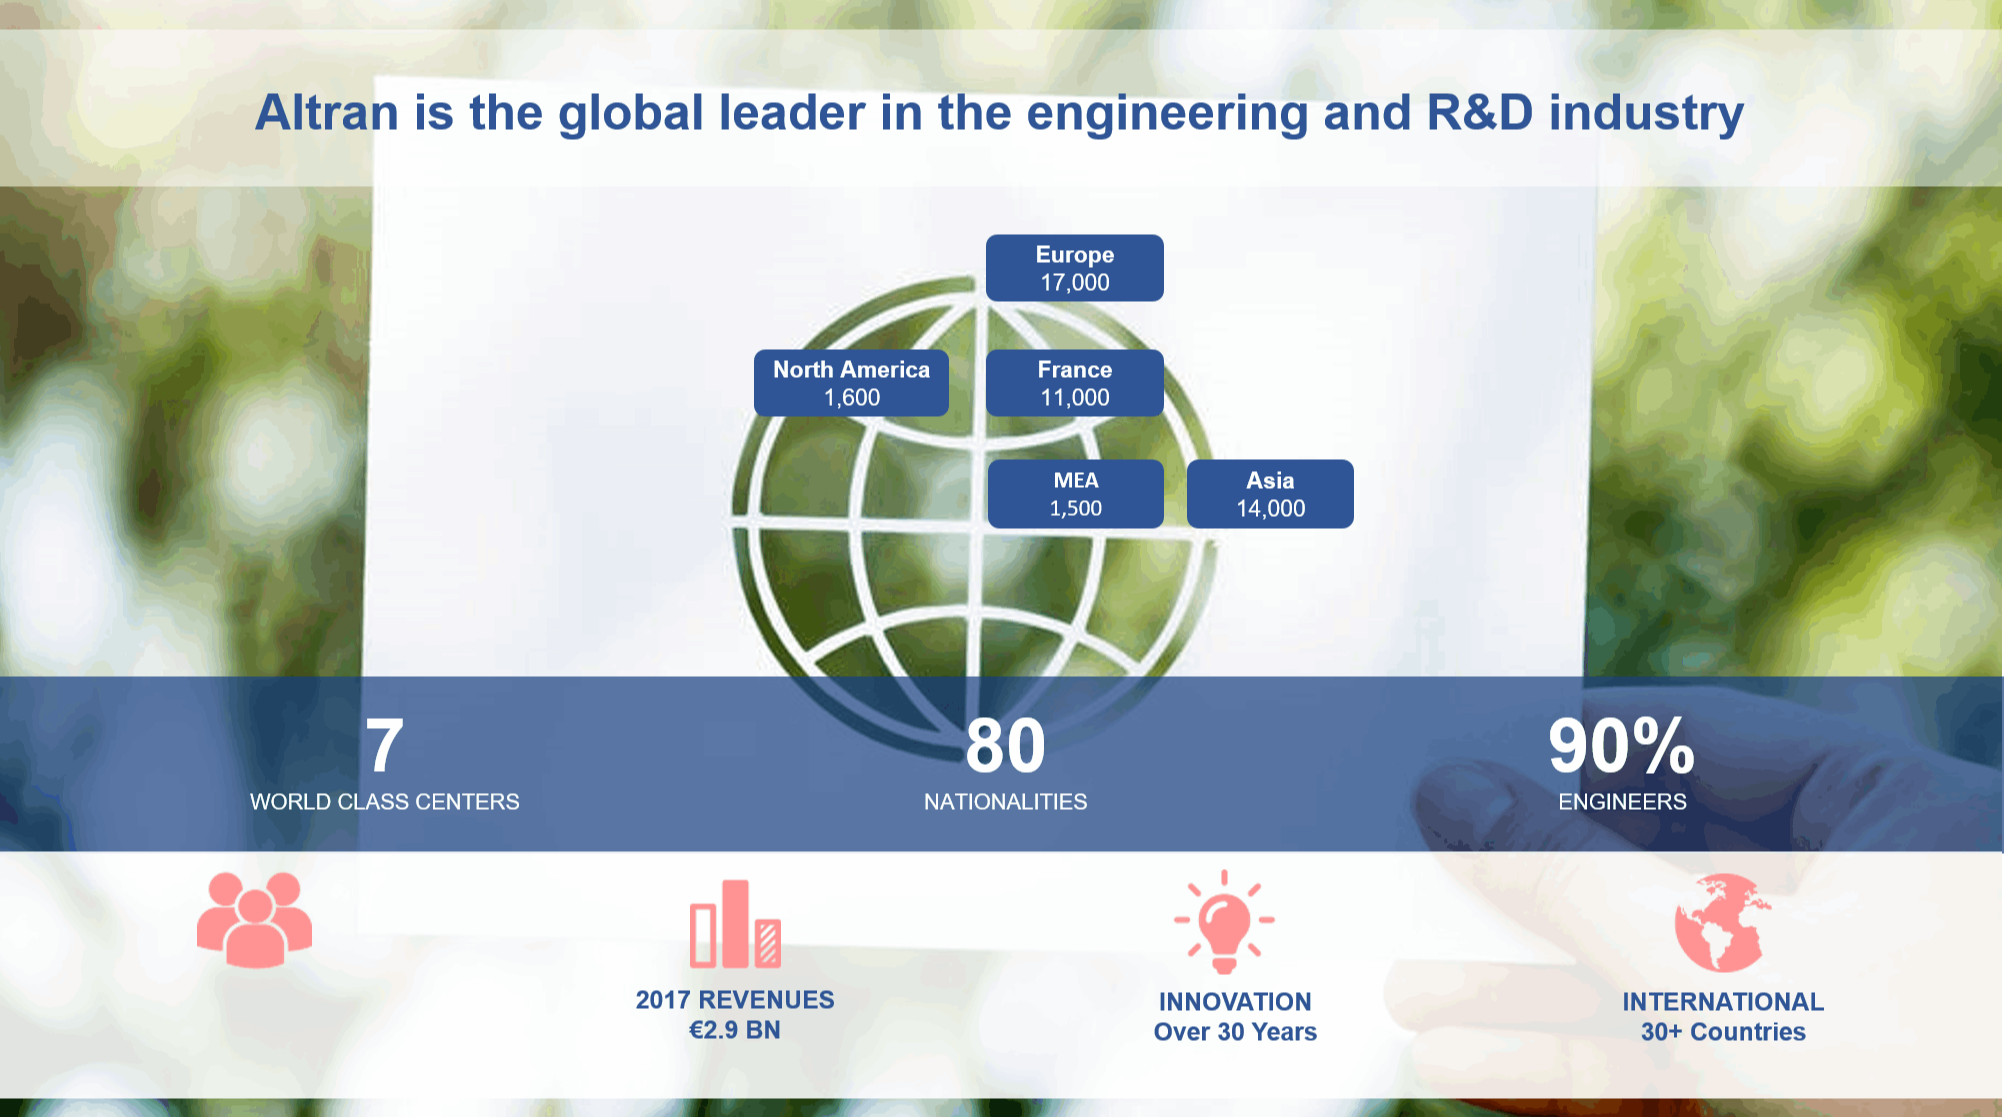 Altran is the global leader in the engineering and R&D industry
Europe
17,000
North America
1,600
France
11,000
MEA
1,500
Asia
14,000
7
WORLD CLASS CENTERS
80
NATIONALITIES
90%
ENGINEERS
2017 REVENUES
€2.9 BN
INNOVATION
Over 30 Years
INTERNATIONAL
30+ Countries